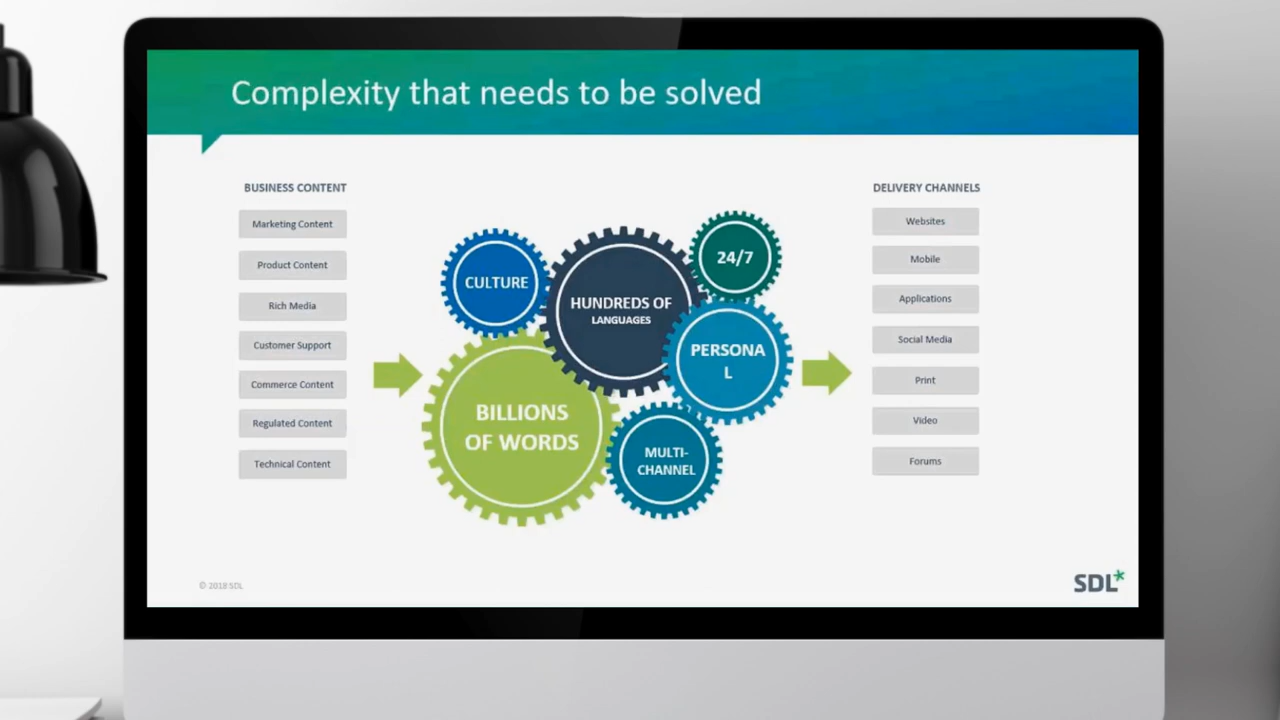 Complexity that needs to be solved
BUSINESS CONTENT
Marketing Content
Product Content
Rich Media
Customer Support
Commerce Content
Regulated Content
Technical Content
CULTURE
HUNDREDS OF
LANGUAGES
24/7
PERSONA
L
BILLIONS
OF WORDS
MULTI-
CHANNEL
DELIVERY CHANNELS
Websites
Mobile
Applications
Social Media
Print
Video
Forums
© 2018 SDL
SDL*